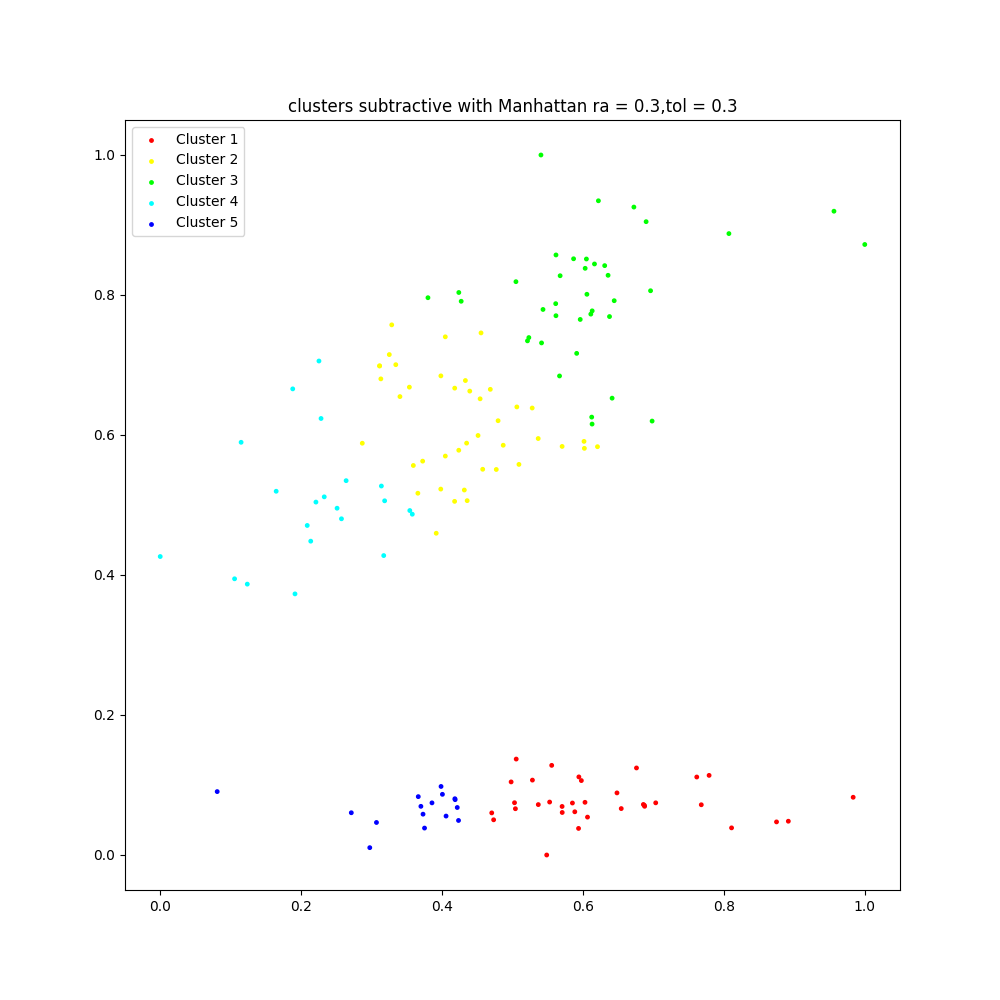 clusters subtractive with Manhattan ra = 0.3,tol = 0.3
Cluster 1
Cluster 2
Cluster 3
Cluster 4
Cluster 5
1.0
0.8
0.6
0.4
0.2
0.0
0.0 0.2 0.4 0.6 0.8 1.0